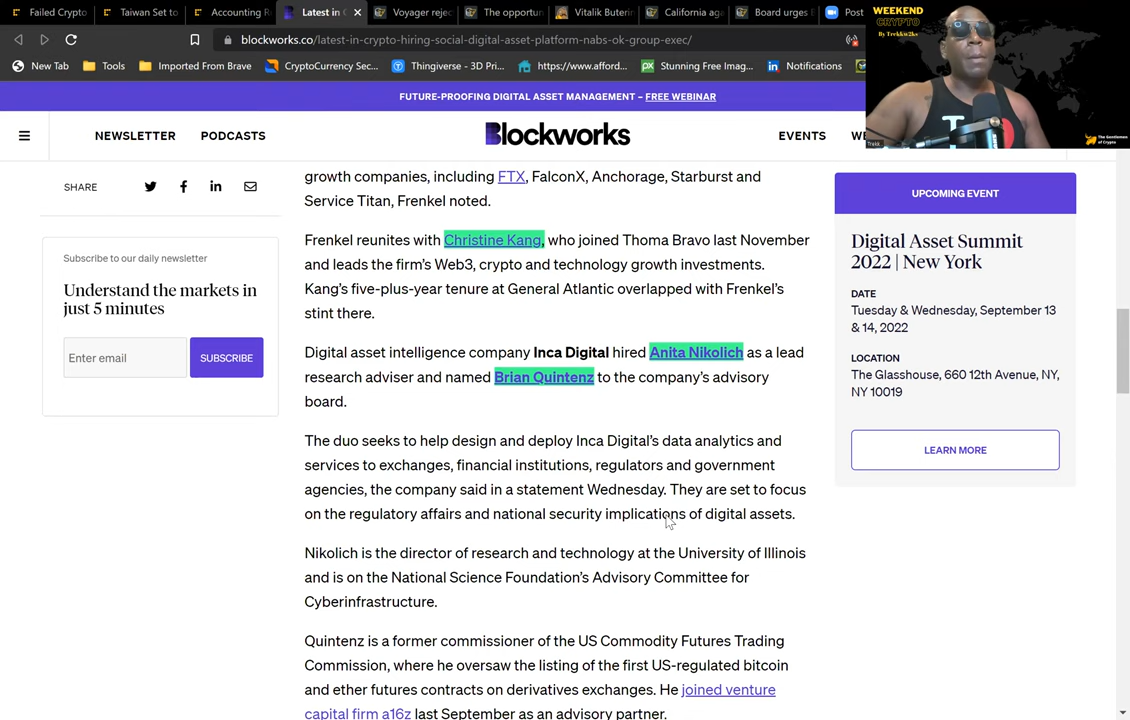 Failed Crypto
Taiwan Set to
Accounting R
Latest in C
Voyager rejec
The opportun
Vitalik Buterin
California aga
Board urges E
Post
blockworks.co/latest-in-crypto-hiring-social-digital-asset-platform-nabs-ok-group-exec/
New Tab
Tools
Imported From Brave
CryptoCurrency Sec...
Thingiverse - 3D Pri...
https://www.afford...
Stunning Free Imag...
Notifications
WEEKEND
CRYPTO
By Trekkin2ks
Trekk
The Gentlemen
of Crypto
FUTURE-PROOFING DIGITAL ASSET MANAGEMENT – FREE WEBINAR
NEWSLETTER
PODCASTS
Blockworks
EVENTS
WE
SHARE
Subscribe to our daily newsletter
Understand the markets in
just 5 minutes
Enter email
SUBSCRIBE
growth companies, including FTX, FalconX, Anchorage, Starburst and
Service Titan, Frenkel noted.
Frenkel reunites with Christine Kang, who joined Thoma Bravo last November
and leads the firm's Web3, crypto and technology growth investments.
Kang's five-plus-year tenure at General Atlantic overlapped with Frenkel's
stint there.
Digital asset intelligence company Inca Digital hired Anita Nikolich as a lead
research adviser and named Brian Quintenz to the company's advisory
board.
The duo seeks to help design and deploy Inca Digital's data analytics and
services to exchanges, financial institutions, regulators and government
agencies, the company said in a statement Wednesday. They are set to focus
on the regulatory affairs and national security implications of digital assets.
Nikolich is the director of research and technology at the University of Illinois
and is on the National Science Foundation's Advisory Committee for
Cyberinfrastructure.
Quintenz is a former commissioner of the US Commodity Futures Trading
Commission, where he oversaw the listing of the first US-regulated bitcoin
and ether futures contracts on derivatives exchanges. He joined venture
capital firm a16z last September as an advisory partner.
UPCOMING EVENT
Digital Asset Summit
2022 | New York
DATE
Tuesday & Wednesday, September 13
& 14, 2022
LOCATION
The Glasshouse, 660 12th Avenue, NY,
NY 10019
LEARN MORE